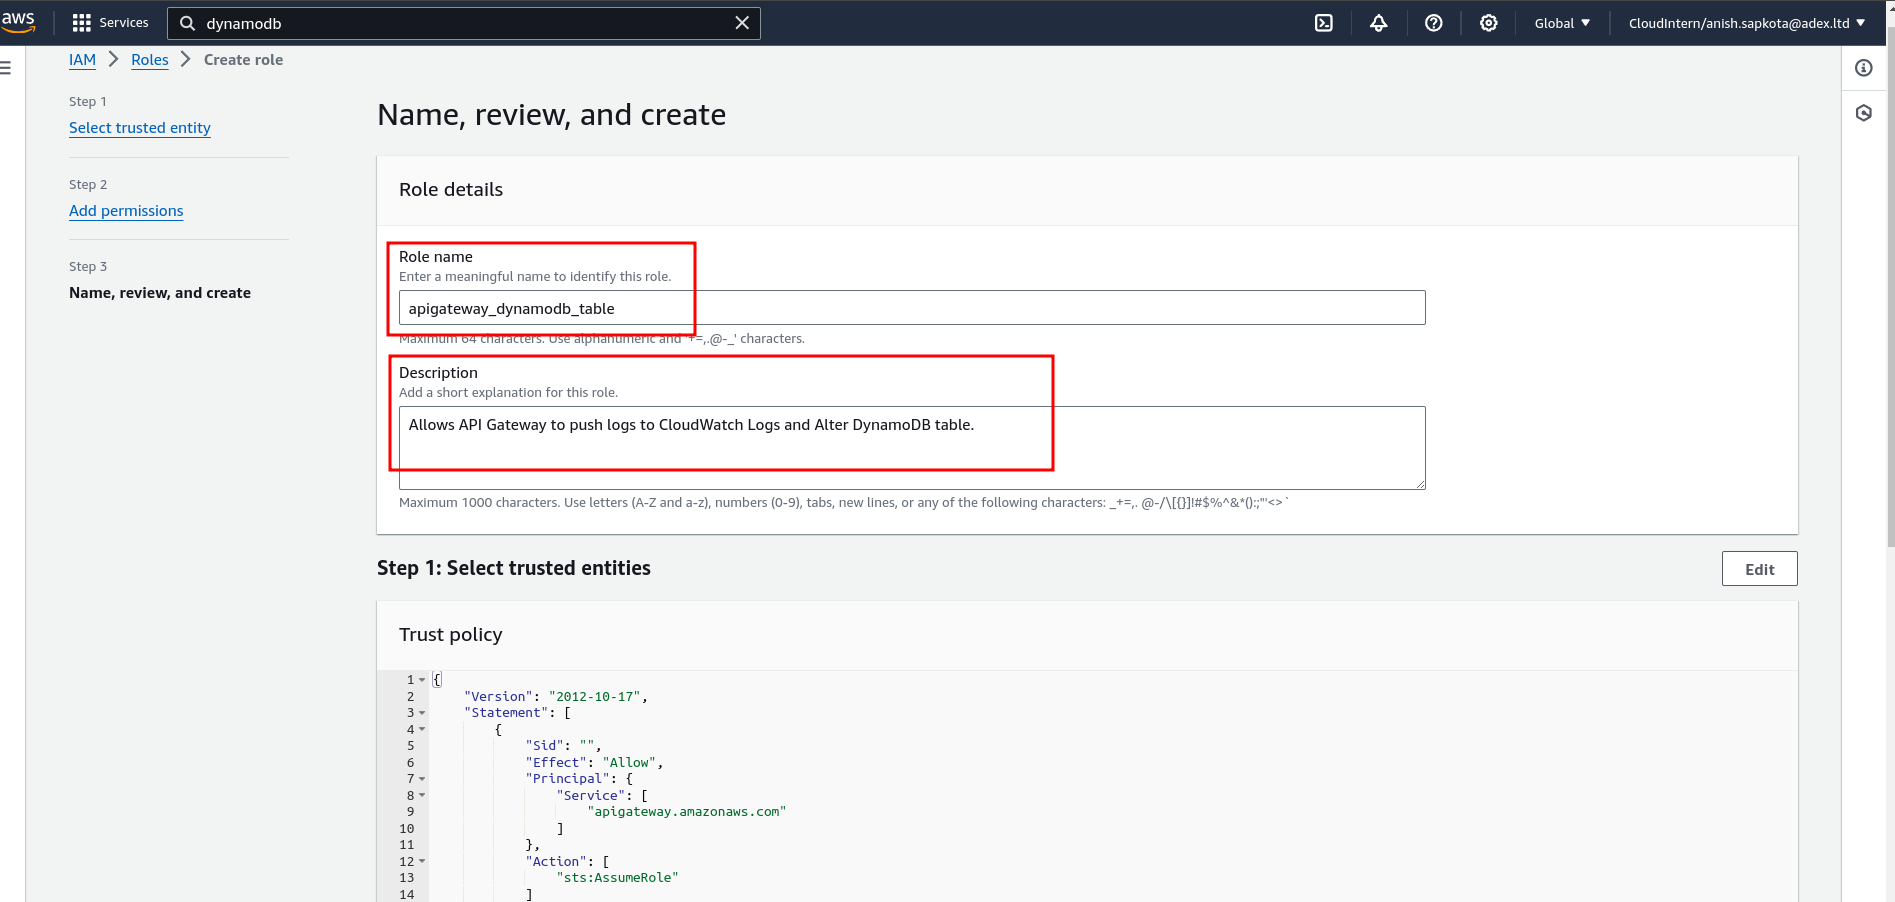 aws
Services
dynamodb
Global
CloudIntern/anish.sapkota@adex.ltd
IAM > Roles > Create role
Step 1
Select trusted entity
Step 2
Add permissions
Step 3
Name, review, and create
Name, review, and create
Role details
Role name
Enter a meaningful name to identify this role.
apigateway_dynamodb_table
Maximum 64 characters. Use alphanumeric and '+=,.@-_' characters.
Description
Add a short explanation for this role.
Allows API Gateway to push logs to CloudWatch Logs and Alter DynamoDB table.
Maximum 1000 characters. Use letters (A-Z and a-z), numbers (0-9), tabs, new lines, or any of the following characters: _+=,. @-/\[{}]!#$%^&*();:"'<>`
Step 1: Select trusted entities
Edit
Trust policy
1 {
2     "Version": "2012-10-17",
3     "Statement": [
4         {
5             "Sid": "",
6             "Effect": "Allow",
7             "Principal": {
8                 "Service": [
9                     "apigateway.amazonaws.com"
10                 ]
11             },
12             "Action": [
13                 "sts:AssumeRole"
14             ]